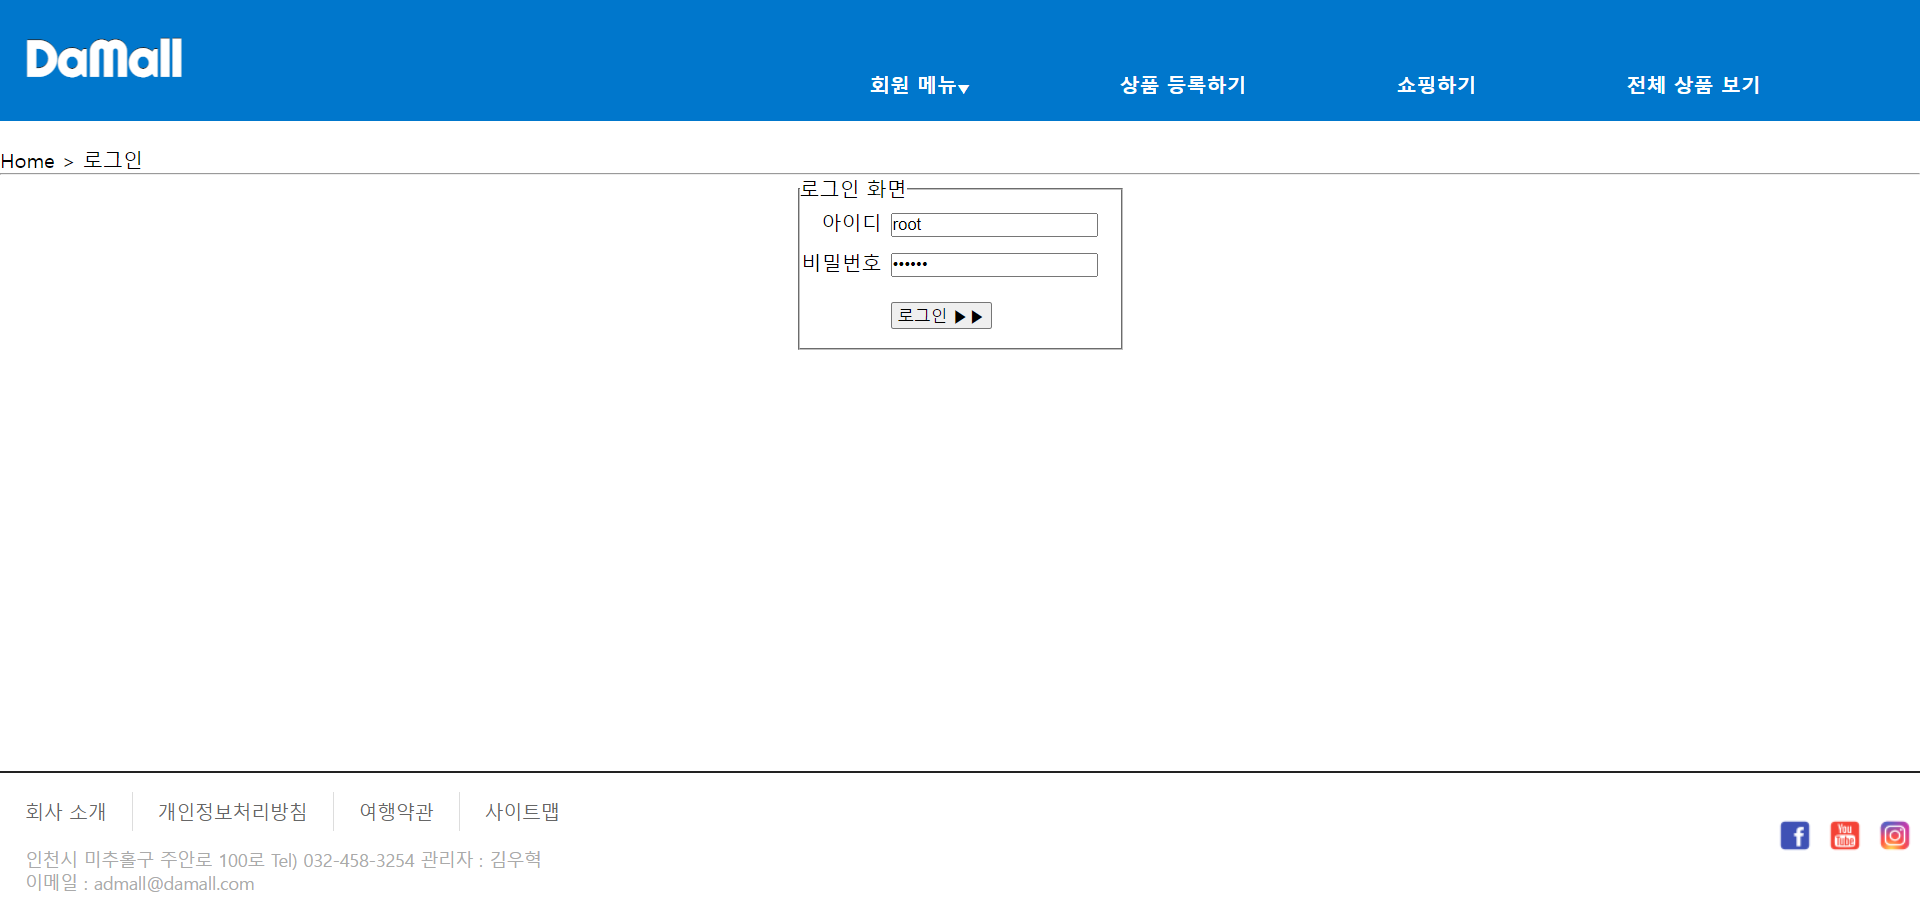 DaMall
회원 메뉴▼ 상품 등록하기 쇼핑하기 전체 상품 보기
Home > 로그인
로그인 화면
아이디 root
비밀번호 ••••••
로그인 ▶▶
회사 소개 개인정보처리방침 여행약관 사이트맵
인천시 미추홀구 주안로 100로 Tel) 032-458-3254 관리자 : 김우혁
이메일 : admall@damall.com
You Tube